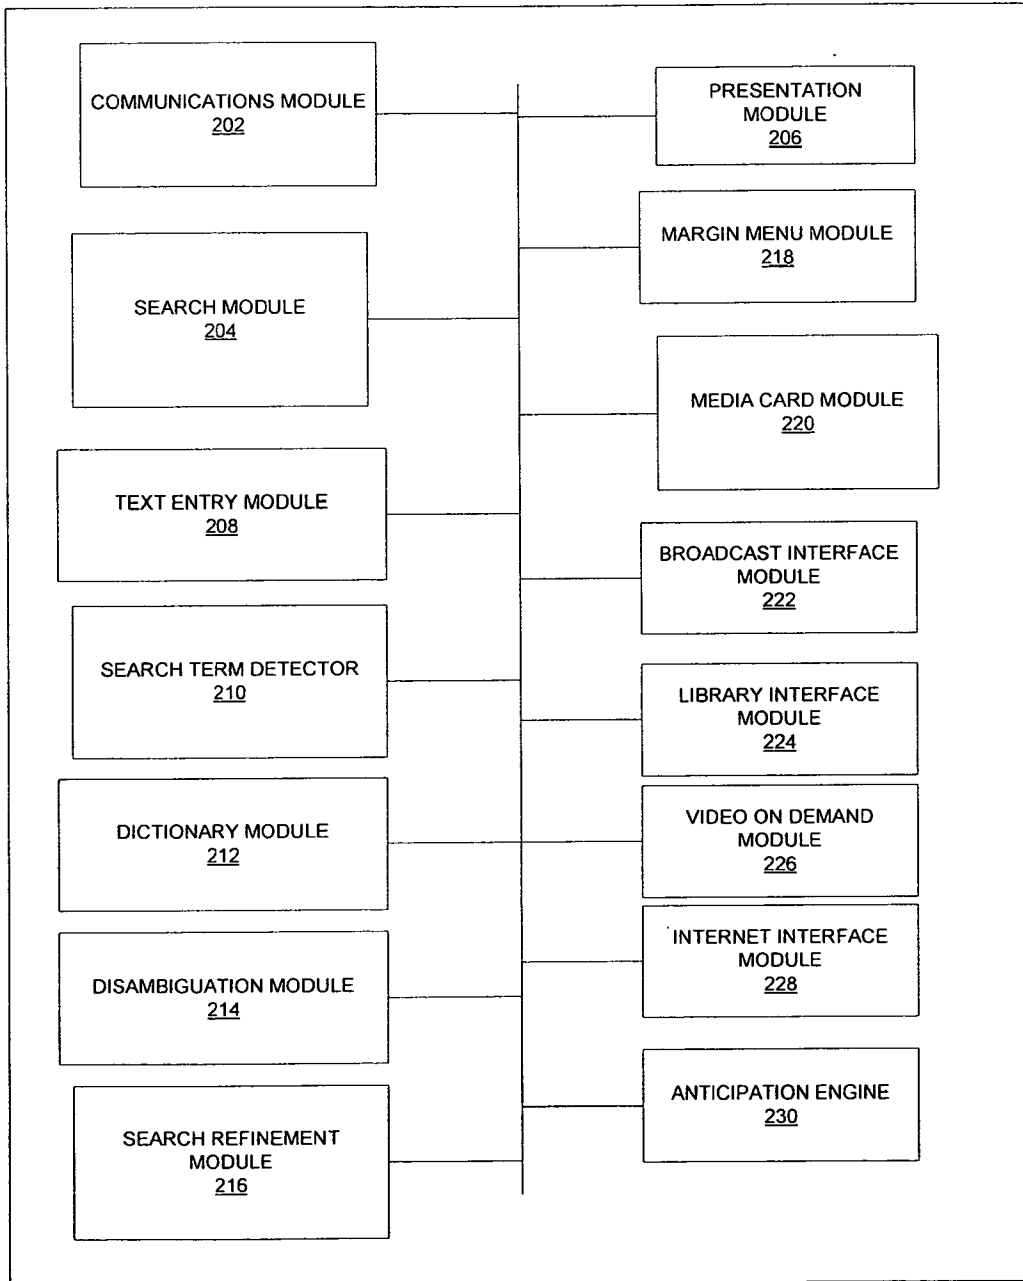 COMMUNICATIONS MODULE
202
SEARCH MODULE
204
TEXT ENTRY MODULE
208
SEARCH TERM DETECTOR
210
DICTIONARY MODULE
212
DISAMBIGUATION MODULE
214
SEARCH REFINEMENT
MODULE
216
PRESENTATION
MODULE
206
MARGIN MENU MODULE
218
MEDIA CARD MODULE
220
BROADCAST INTERFACE
MODULE
222
LIBRARY INTERFACE
MODULE
224
VIDEO ON DEMAND
MODULE
226
INTERNET INTERFACE
MODULE
228
ANTICIPATION ENGINE
230